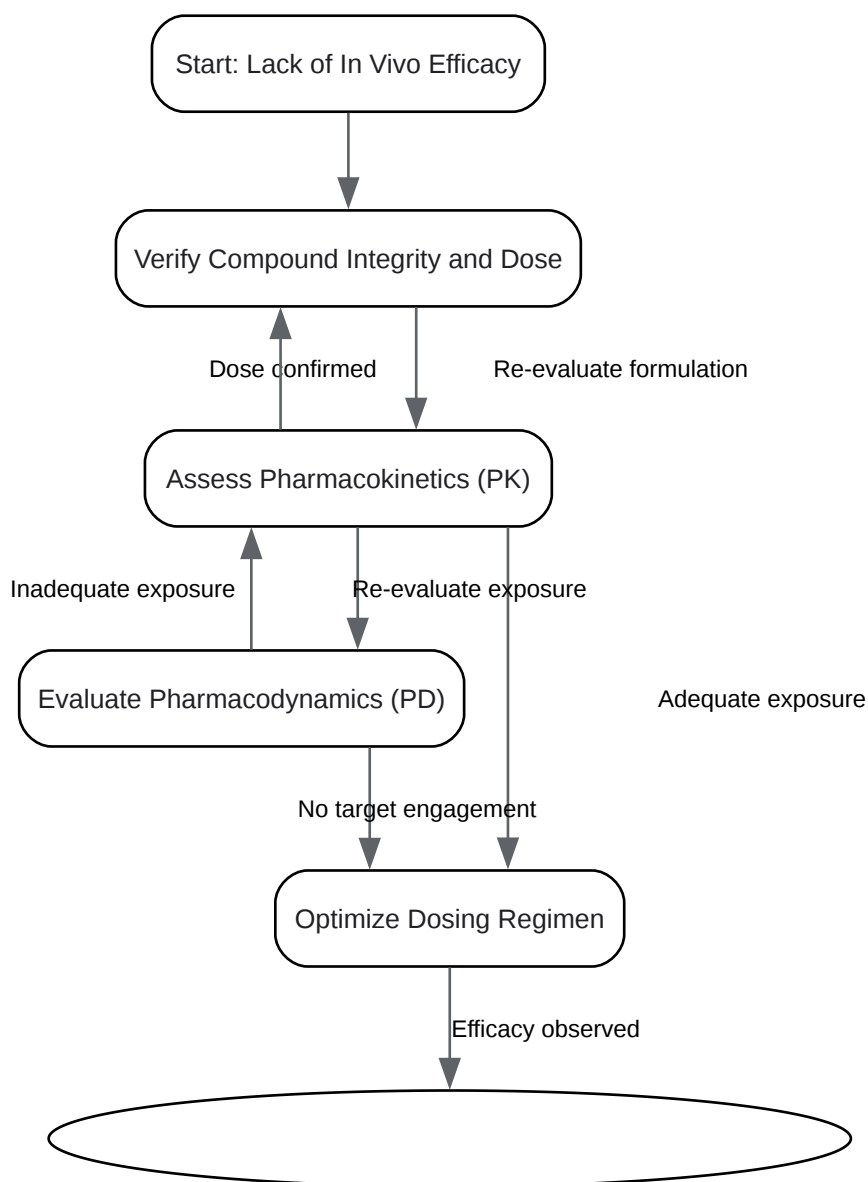 Start: Lack of In Vivo Efficacy
Verify Compound Integrity and Dose
Dose confirmed
Re-evaluate formulation
Assess Pharmacokinetics (PK)
Inadequate exposure
Re-evaluate exposure
Evaluate Pharmacodynamics (PD)
Adequate exposure
No target engagement
Optimize Dosing Regimen
Efficacy observed